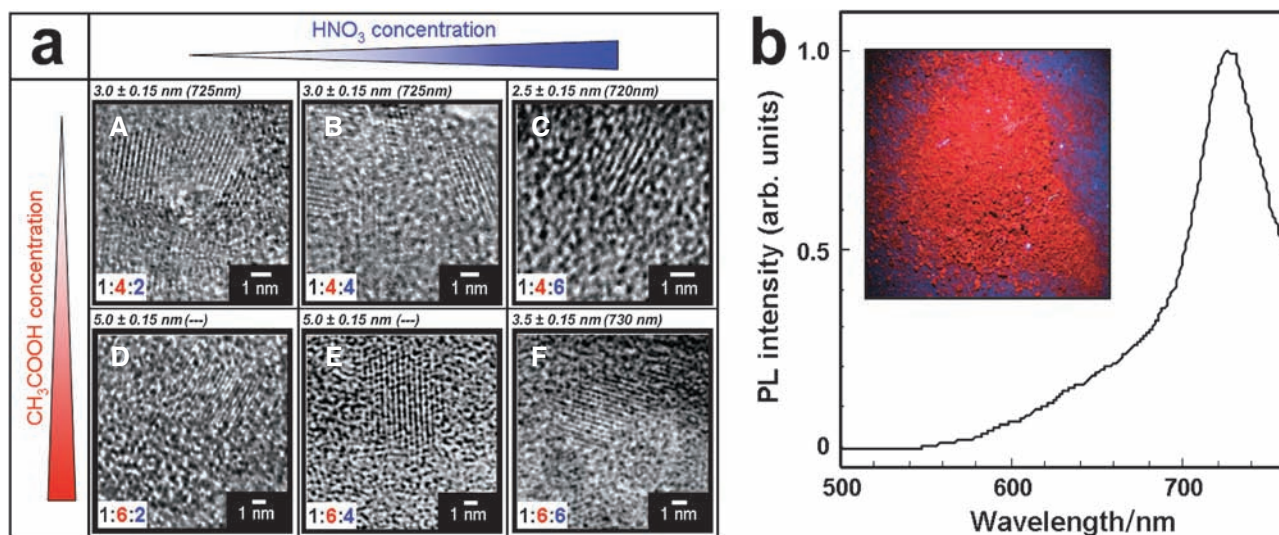 a
HNO₃ concentration
CH₃COOH concentration
3.0 ± 0.15 nm (725nm)
A
1:4:2
1 nm
3.0 ± 0.15 nm (725nm)
B
1:4:4
1 nm
2.5 ± 0.15 nm (720nm)
C
1:4:6
1 nm
5.0 ± 0.15 nm (---)
D
1:6:2
1 nm
5.0 ± 0.15 nm (---)
E
1:6:4
1 nm
3.5 ± 0.15 nm (730 nm)
F
1:6:6
1 nm
b
PL intensity (arb. units)
1.0
0.5
0
500
600
700
Wavelength/nm